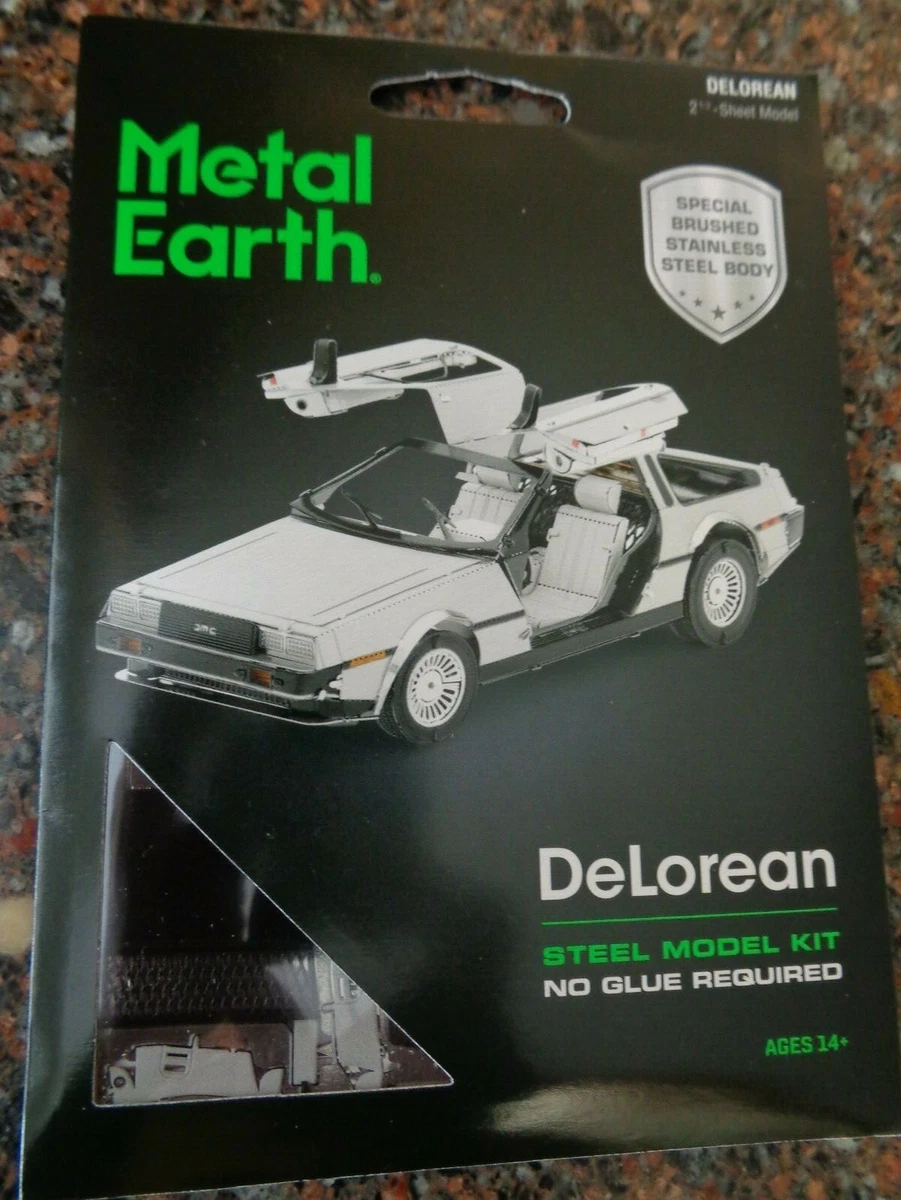 DELOREAN
-Sheet Model
Metal
Earth®
SPECIAL
BRUSHED
STAINLESS
STEEL BODY
DMC
DeLorean
STEEL MODEL KIT
NO GLUE REQUIRED
AGES 14+